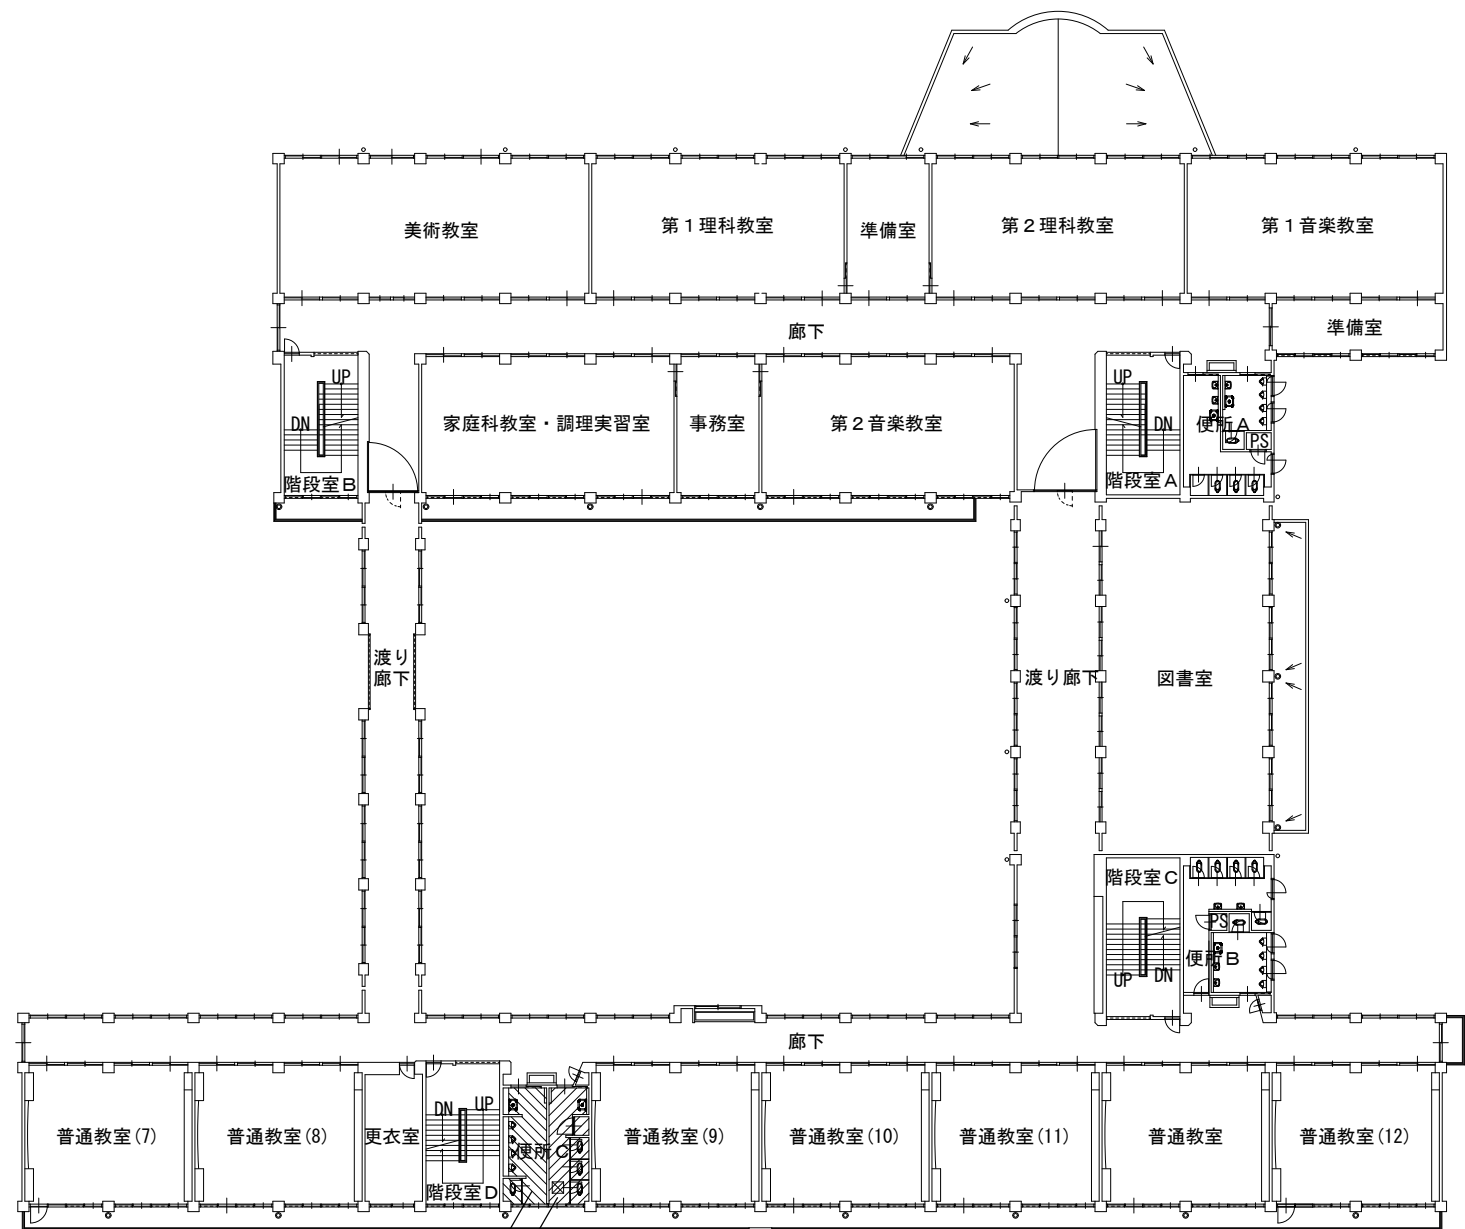 美術教室
第１理科教室
準備室
第２理科教室
第１音楽教室
廊下
準備室
UP
DN
階段室Ｂ
家庭科教室・調理実習室
事務室
第２音楽教室
UP
DN
階段室Ａ
便所Ａ
PS
渡り
廊下
渡り廊下
図書室
階段室Ｃ
UP
DN
PS
便所Ｂ
廊下
普通教室(7)
普通教室(8)
更衣室
DN
UP
階段室Ｄ
便所Ｃ
普通教室(9)
普通教室(10)
普通教室(11)
普通教室
普通教室(12)